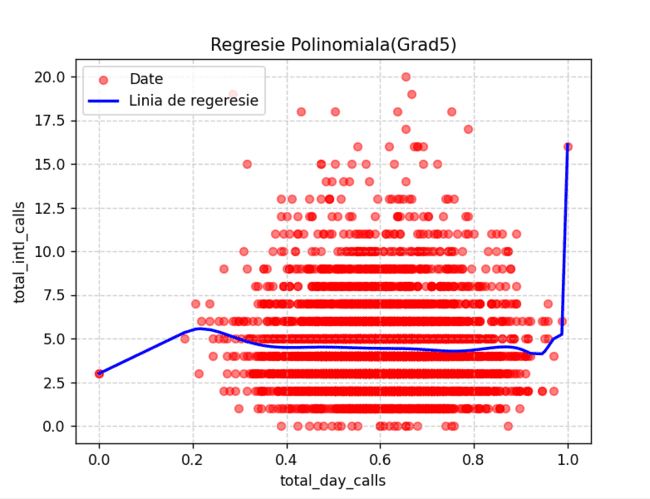 Regresie Polinomiala(Grad5)
Date
Linia de regeresie
20.0
17.5
15.0
12.5
10.0
7.5
5.0
2.5
0.0
total_intl_calls
0.0 0.2 0.4 0.6 0.8 1.0
total_day_calls